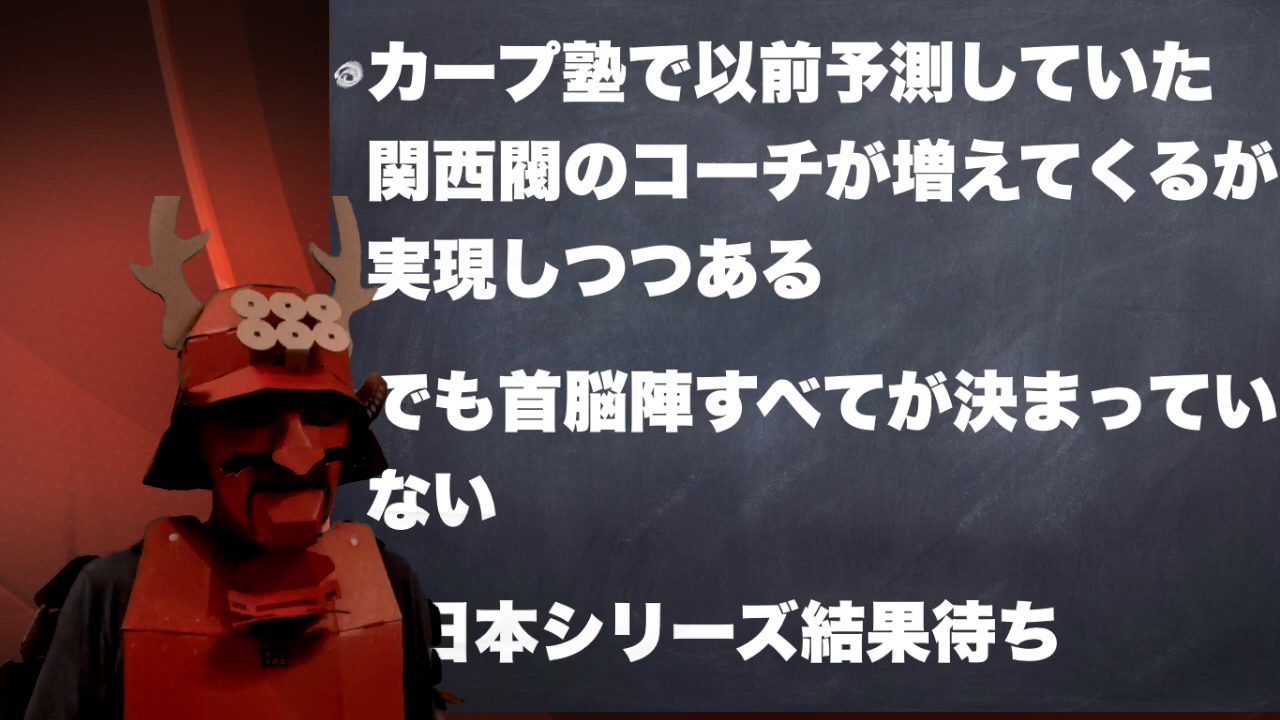 カープ塾で以前予測していた
関西閥のコーチが増えてくるが
実現しつつある
でも首脳陣すべてが決まってい
ない
日本シリーズ結果待ち